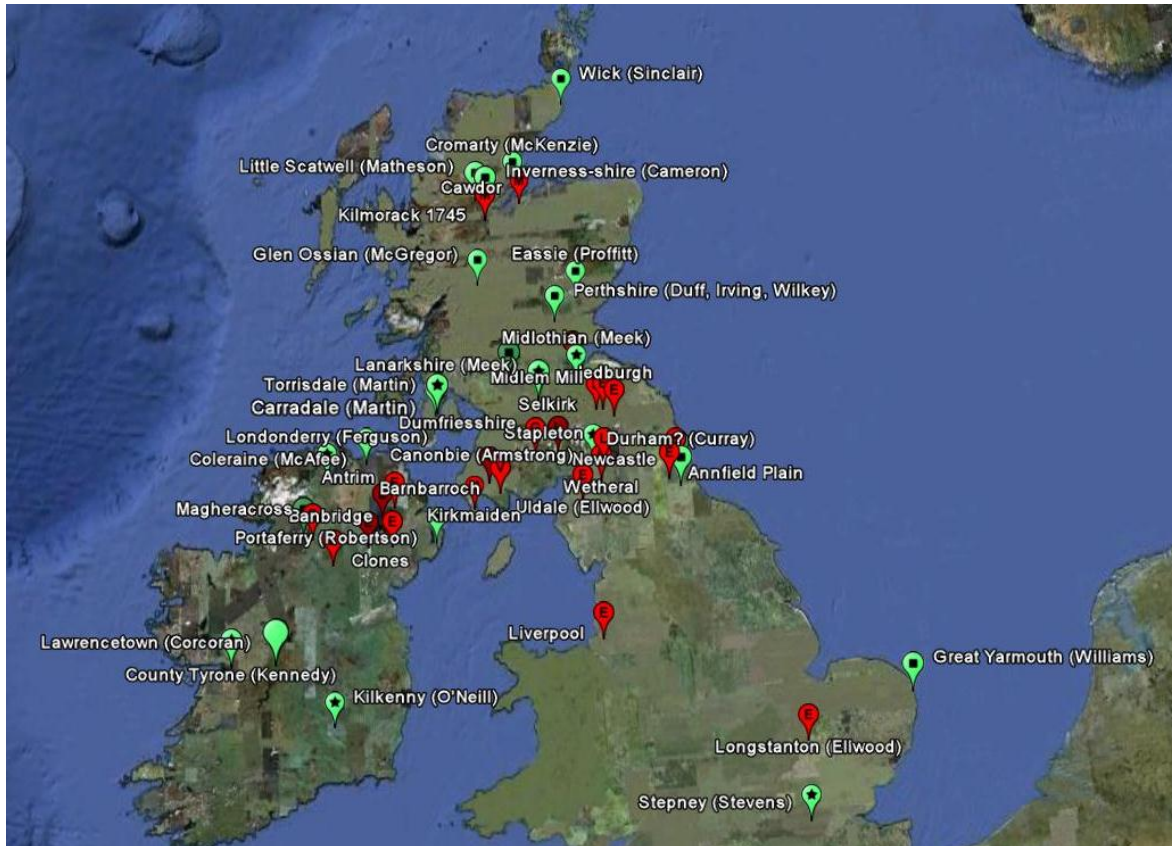 Wick (Sinclair)
Cromarty (McKenzie)
Little Scatwell (Matheson)
Inverness-shire (Cameron)
Cawdor
Kilmorack 1745
Glen Ossian (McGregor)
Eassie (Proffitt)
Perthshire (Duff, Irving, Wilkey)
Midlothian (Meek)
Lanarkshire (Meek)
Midlem Mill
Jedburgh
Torrisdale (Martin)
Selkirk
Carradale (Martin)
Dumfriesshire
Londonderry (Ferguson)
Stapleton
Durham? (Curray)
Coleraine (McAfee)
Canonbie (Armstrong)
Newcastle
Annfield Plain
Antrim
Barnbarroch
Wetheral
Magheracross
Banbridge
Kirkmaiden
Uldale (Ellwood)
Portaferry (Robertson)
Clones
E
E
E
Liverpool
Lawrencetown (Corcoran)
County Tyrone (Kennedy)
Great Yarmouth (Williams)
Kilkenny (O'Neill)
E
Longstanton (Ellwood)
Stepney (Stevens)